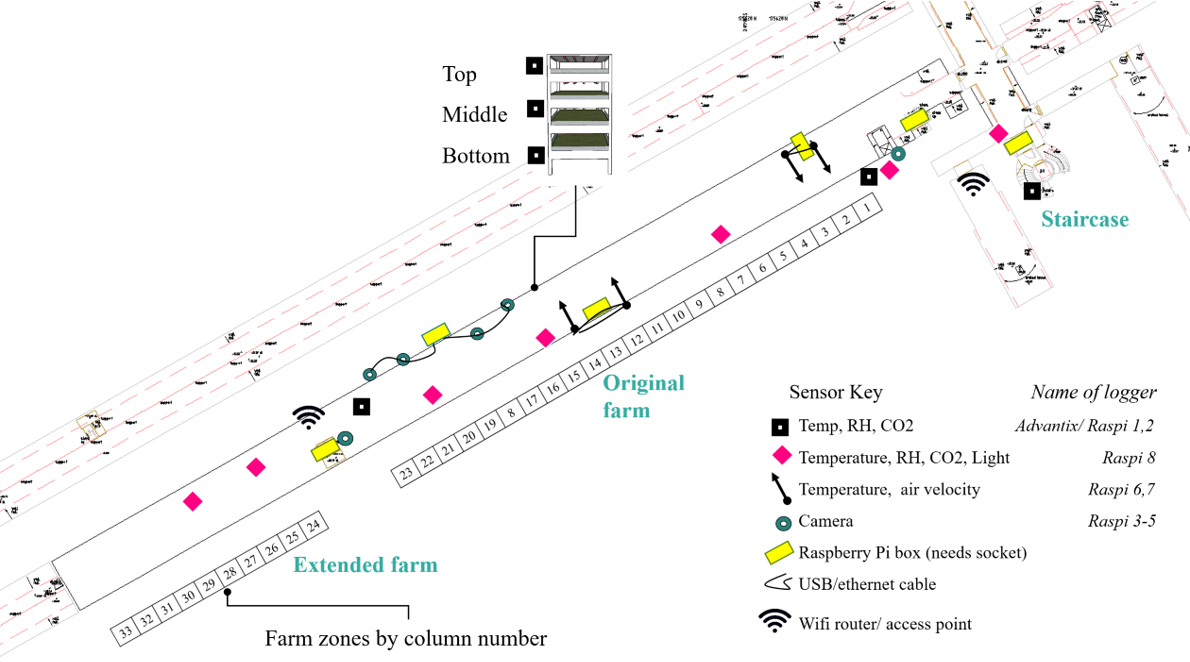 Top
Middle
Bottom
Staircase
1
2
3
4
5
6
7
8
9
10
11
12
13
14
15
16
17
8
19
20
21
22
23
Original
farm
24
25
26
27
28
29
30
31
32
33
Extended farm
Farm zones by column number
Sensor Key Name of logger
Temp, RH, CO2 Advantix/ Raspi 1,2
Temperature, RH, CO2, Light Raspi 8
Temperature, air velocity Raspi 6,7
Camera Raspi 3-5
Raspberry Pi box (needs socket)
USB/ethernet cable
Wifi router/ access point